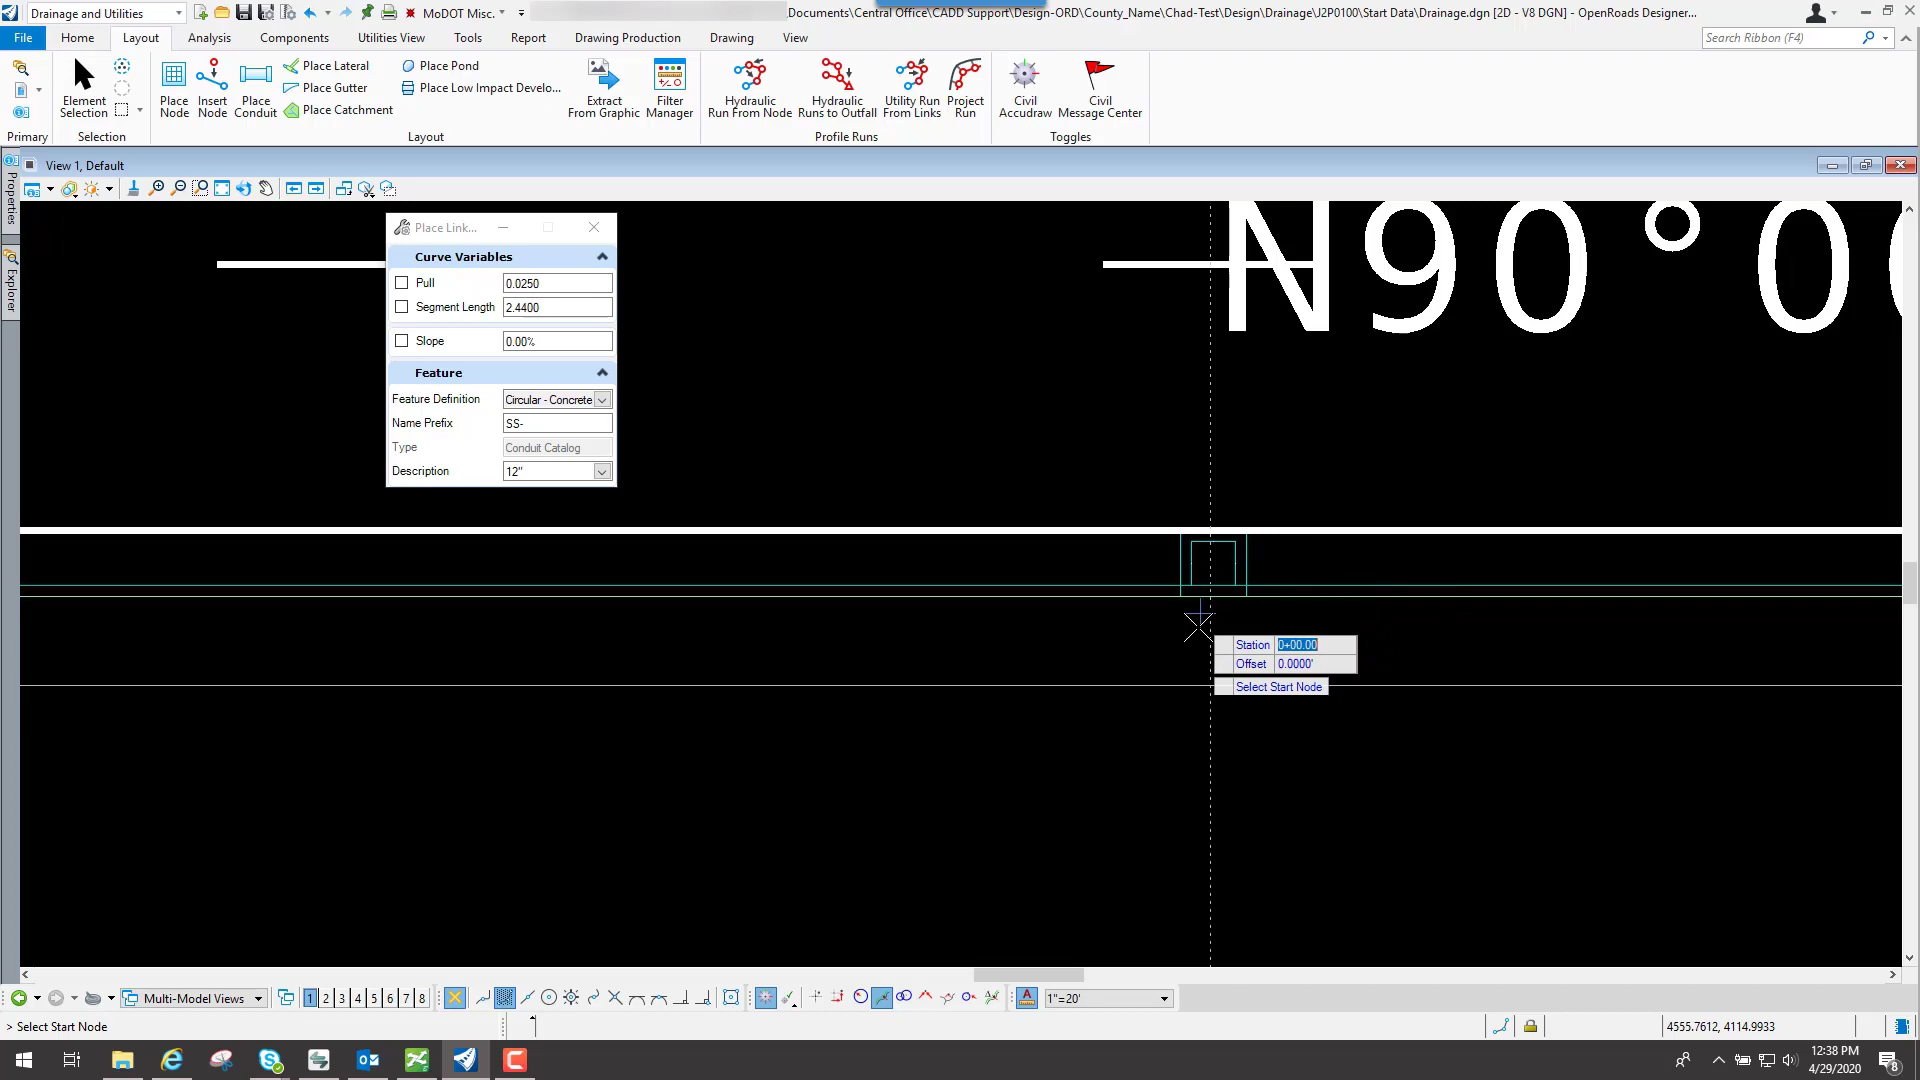 Drainage and Utilities
MoDOT Misc.
.Documents\Central Office\CADD Support\Design-ORD\County_Name\Chad-Test\Design\Drainage\J2P0100\Start Data\Drainage.dgn [2D - V8 DGN] - OpenRoads Designer...
File
Home
Layout
Analysis
Components
Utilities View
Tools
Report
Drawing Production
Drawing
View
Search Ribbon (F4)
Element
Selection
Place
Node
Insert
Node
Place
Conduit
Place Lateral
Place Gutter
Place Catchment
Place Pond
Place Low Impact Develo...
Extract
From Graphic
Filter
Manager
Hydraulic
Run From Node
Hydraulic
Runs to Outfall
Utility Run
From Links
Project
Run
Civil
Accudraw
Civil
Message Center
Primary
Selection
Layout
Profile Runs
Toggles
View 1, Default
Properties
Explorer
Place Link...
Curve Variables
Pull 0.0250
Segment Length 2.4400
Slope 0.00%
Feature
Feature Definition Circular - Concrete
Name Prefix SS-
Type Conduit Catalog
Description 12"
N90°00
Station 0+00.00
Offset 0.0000'
Select Start Node
Multi-Model Views
1 2 3 4 5 6 7 8
A
1"=20'
> Select Start Node
4555.7612, 4114.9933
12:38 PM
4/29/2020
8